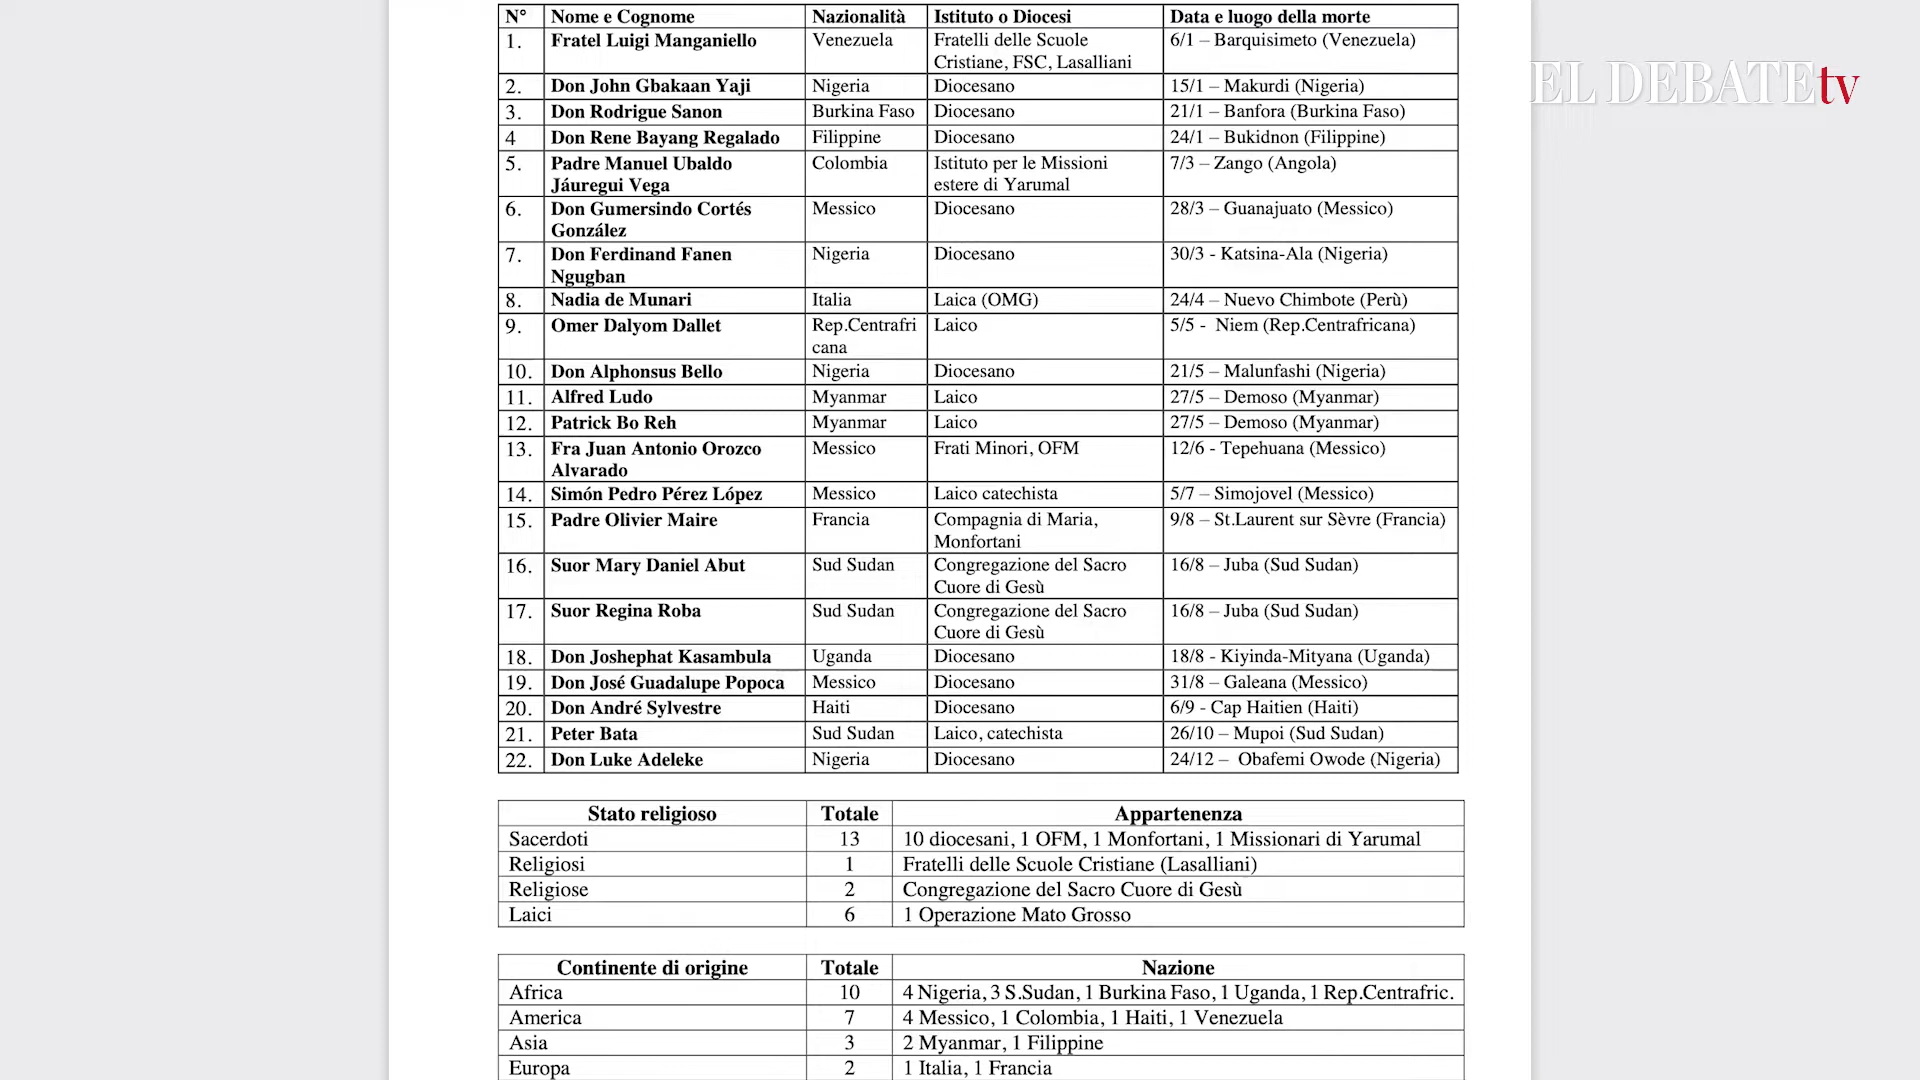 N° Nome e Cognome Nazionalità Istituto o Diocesi Data e luogo della morte
1. Fratel Luigi Manganiello Venezuela Fratelli delle Scuole 6/1 – Barquisimeto (Venezuela)
Cristiane, FSC, Lasalliani
2. Don John Gbakaan Yaji Nigeria Diocesano 15/1 – Makurdi (Nigeria)
3. Don Rodrigue Sanon Burkina Faso Diocesano 21/1 – Banfora (Burkina Faso)
4 Don Rene Bayang Regalado Filippine Diocesano 24/1 – Bukidnon (Filippine)
5. Padre Manuel Ubaldo Colombia Istituto per le Missioni 7/3 – Zango (Angola)
Jáuregui Vega estere di Yarumal
6. Don Gumersindo Cortés Messico Diocesano 28/3 – Guanajuato (Messico)
González
7. Don Ferdinand Fanen Nigeria Diocesano 30/3 - Katsina-Ala (Nigeria)
Ngugban
8. Nadia de Munari Italia Laica (OMG) 24/4 – Nuevo Chimbote (Perù)
9. Omer Dalyom Dallet Rep.Centrafri Laico 5/5 - Niem (Rep.Centrafricana)
cana
10. Don Alphonsus Bello Nigeria Diocesano 21/5 – Malunfashi (Nigeria)
11. Alfred Ludo Myanmar Laico 27/5 – Demoso (Myanmar)
12. Patrick Bo Reh Myanmar Laico 27/5 – Demoso (Myanmar)
13. Fra Juan Antonio Orozco Messico Frati Minori, OFM 12/6 - Tepehuana (Messico)
Alvarado
14. Simón Pedro Pérez López Messico Laico catechista 5/7 – Simojovel (Messico)
15. Padre Olivier Maire Francia Compagnia di Maria, 9/8 – St.Laurent sur Sèvre (Francia)
Monfortani
16. Suor Mary Daniel Abut Sud Sudan Congregazione del Sacro 16/8 – Juba (Sud Sudan)
Cuore di Gesù
17. Suor Regina Roba Sud Sudan Congregazione del Sacro 16/8 – Juba (Sud Sudan)
Cuore di Gesù
18. Don Joshephat Kasambula Uganda Diocesano 18/8 - Kiyinda-Mityana (Uganda)
19. Don José Guadalupe Popoca Messico Diocesano 31/8 – Galeana (Messico)
20. Don André Sylvestre Haiti Diocesano 6/9 - Cap Haitien (Haiti)
21. Peter Bata Sud Sudan Laico, catechista 26/10 – Mupoi (Sud Sudan)
22. Don Luke Adeleke Nigeria Diocesano 24/12 – Obafemi Owode (Nigeria)
Stato religioso Totale Appartenenza
Sacerdoti 13 10 diocesani, 1 OFM, 1 Monfortani, 1 Missionari di Yarumal
Religiosi 1 Fratelli delle Scuole Cristiane (Lasalliani)
Religiose 2 Congregazione del Sacro Cuore di Gesù
Laici 6 1 Operazione Mato Grosso
Continente di origine Totale Nazione
Africa 10 4 Nigeria, 3 S.Sudan, 1 Burkina Faso, 1 Uganda, 1 Rep.Centrafric.
America 7 4 Messico, 1 Colombia, 1 Haiti, 1 Venezuela
Asia 3 2 Myanmar, 1 Filippine
Europa 2 1 Italia, 1 Francia
EL DEBATE tv